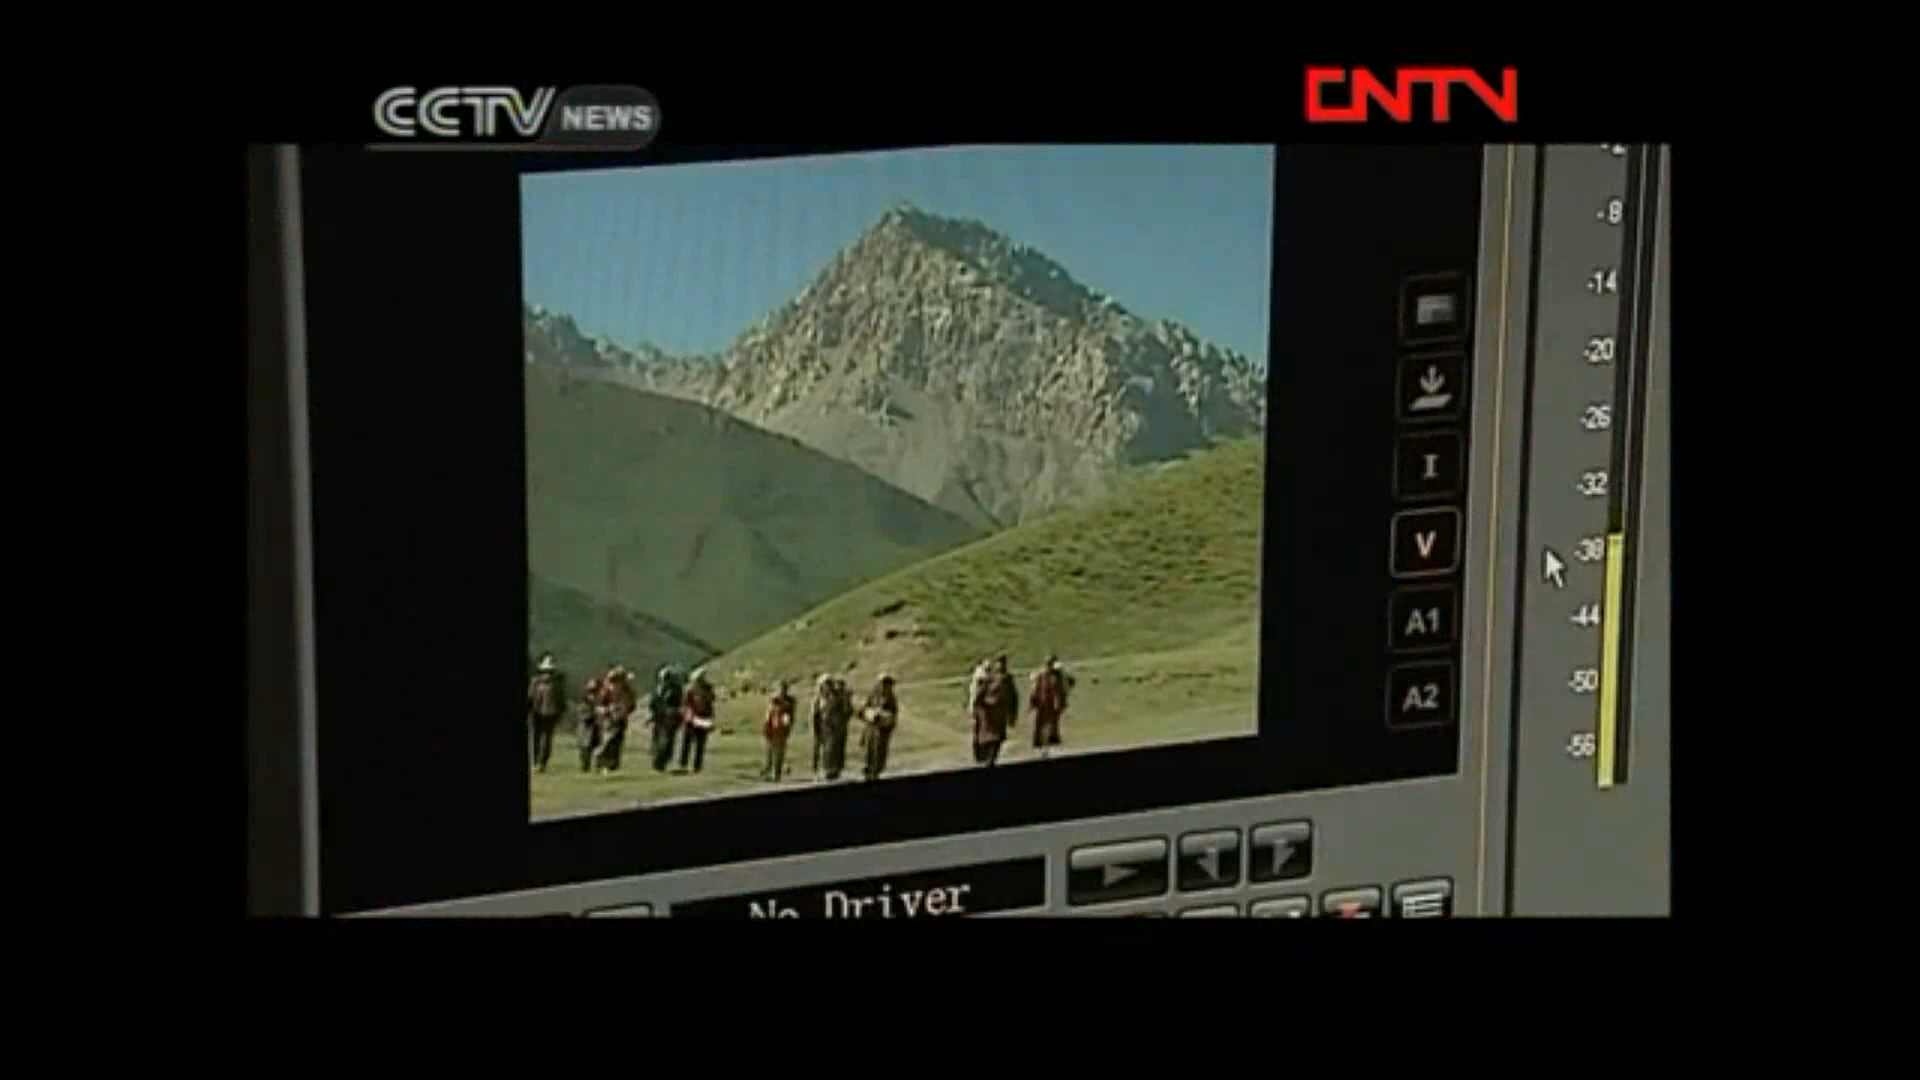 CCTV NEWS
CNTV
-8
-14
-20
-26
-32
I
V
-38
A1
-44
A2
-50
-56
No Driver